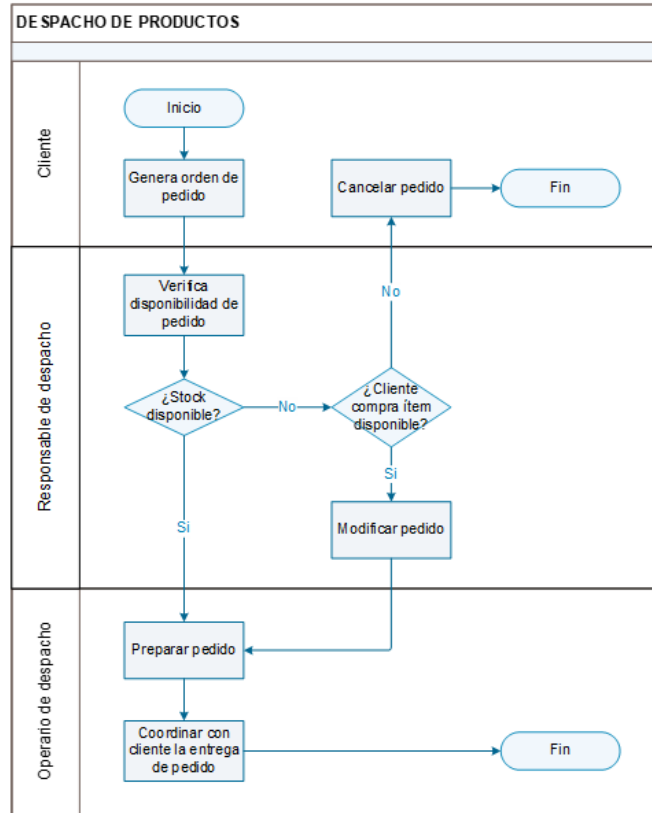 DESPACHO DE PRODUCTOS
Cliente
Inicio
Genera orden de
pedido
Cancelar pedido
Fin
Responsable de despacho
Verifica
disponibilidad de
pedido
No
¿Stock
disponible?
No
¿Cliente
compra ítem
disponible?
Si
Si
Modificar pedido
Operario de despacho
Preparar pedido
Coordinar con
cliente la entrega
de pedido
Fin